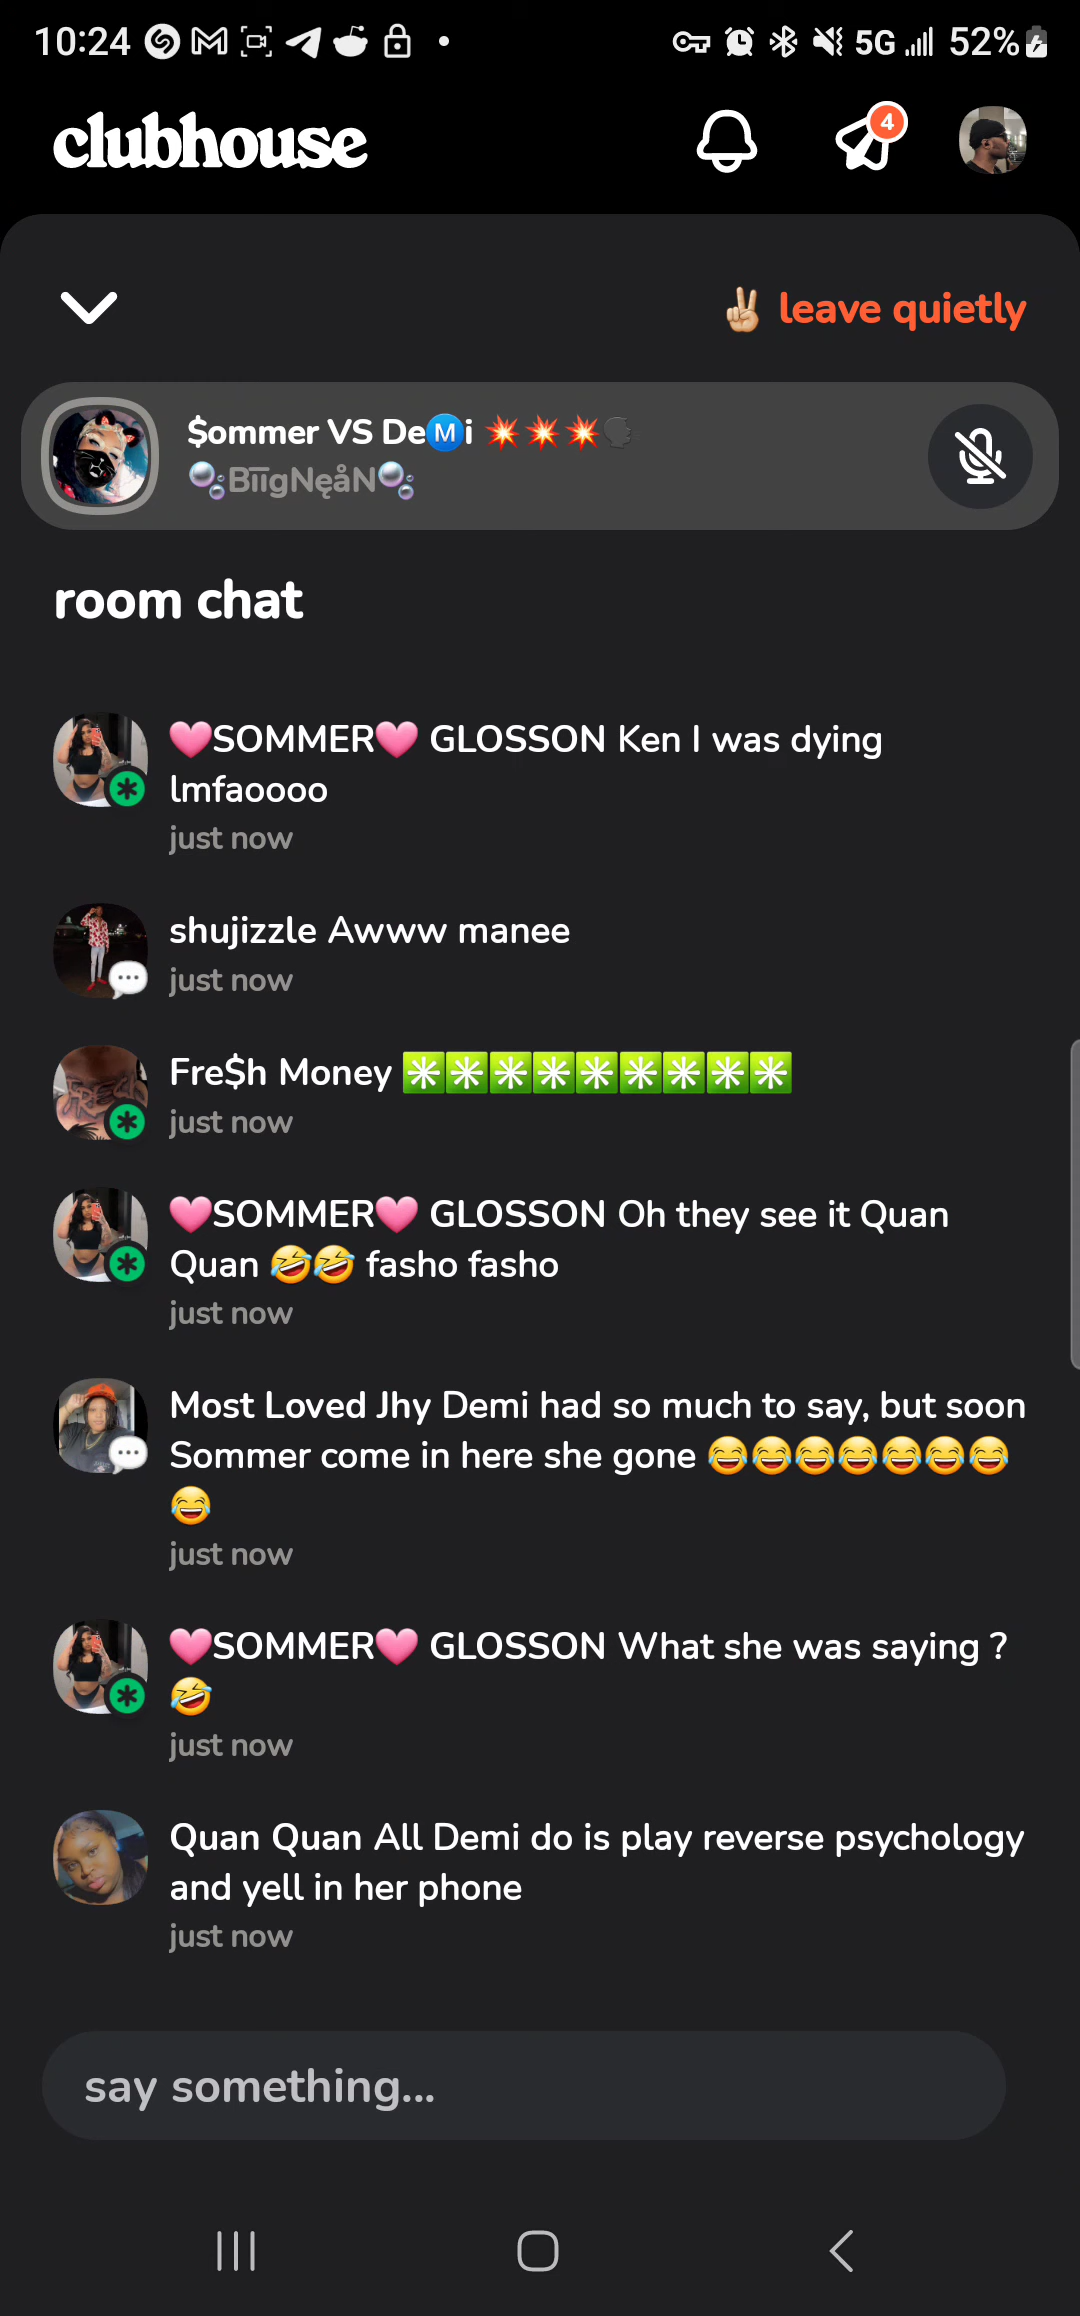 10:24 5G 52%
clubhouse 4
✌🏼 leave quietly
$ommer VS DeⓂ️i 💥💥💥🗣
🫧BĪīgNęåN🫧
room chat
🩷SOMMER🩷 GLOSSON Ken I was dying
lmfaoooo
just now
shujizzle Awww manee
just now
Fre$h Money ✳️✳️✳️✳️✳️✳️✳️✳️✳️
just now
🩷SOMMER🩷 GLOSSON Oh they see it Quan
Quan 🤣🤣 fasho fasho
just now
Most Loved Jhy Demi had so much to say, but soon
Sommer come in here she gone 😂😂😂😂😂😂😂
😂
just now
🩷SOMMER🩷 GLOSSON What she was saying ?
🤣
just now
Quan Quan All Demi do is play reverse psychology
and yell in her phone
just now
say something...